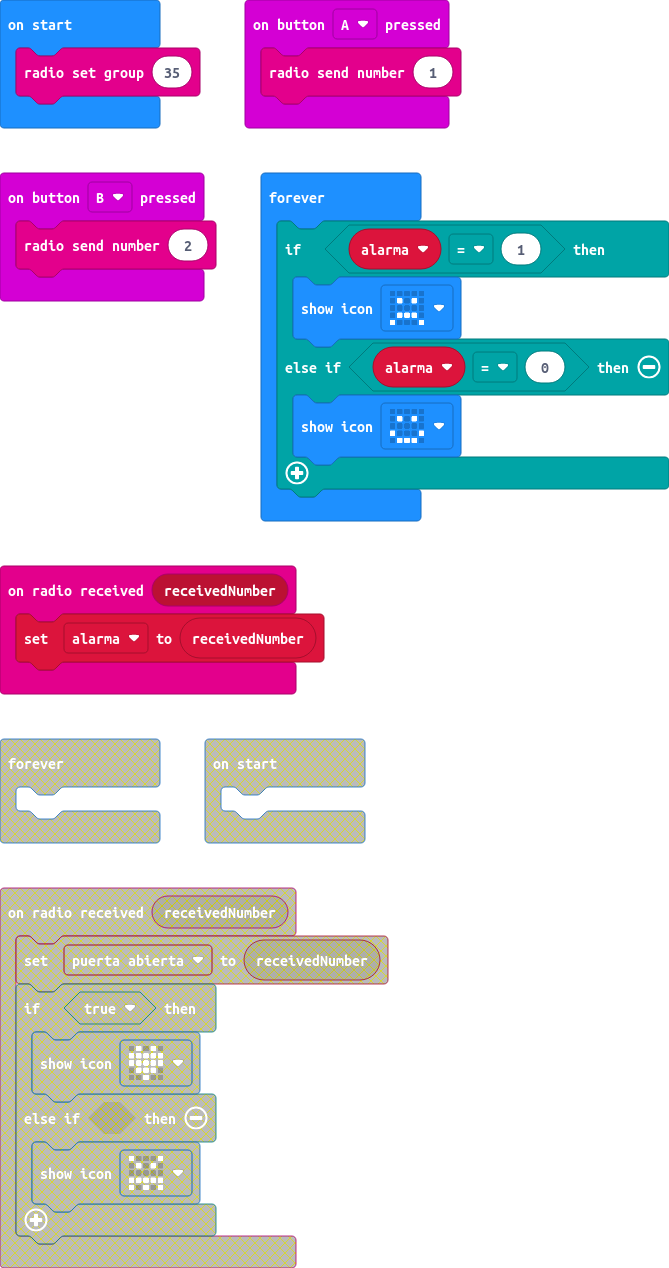 on start
radio set group 35
on button A pressed
radio send number 1
on button B pressed
radio send number 2
forever
if alarma = 1 then
show icon
else if alarma = 0 then
show icon
on radio received receivedNumber
set alarma to receivedNumber
forever
on start
on radio received receivedNumber
set puerta abierta to receivedNumber
if true then
show icon
else if then
show icon